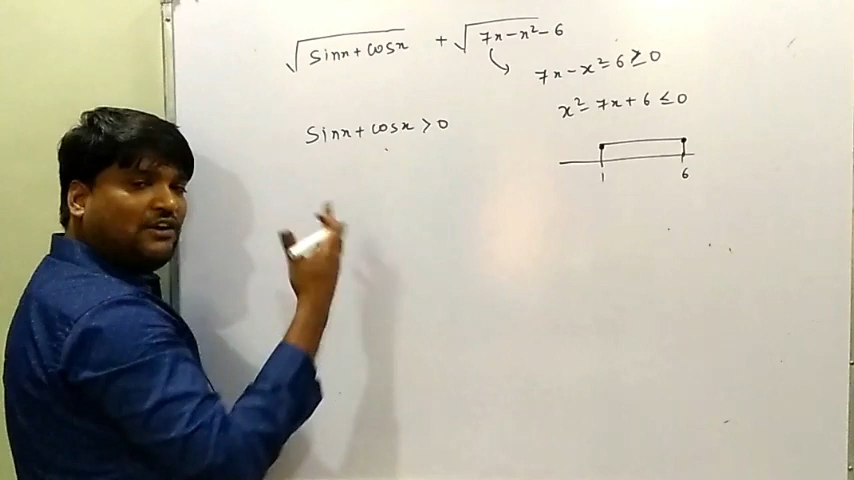 √(sinx + cosx) + √(7x - x² - 6)
7x - x² - 6 ≥ 0
x² - 7x + 6 ≤ 0
sinx + cosx > 0
1 6